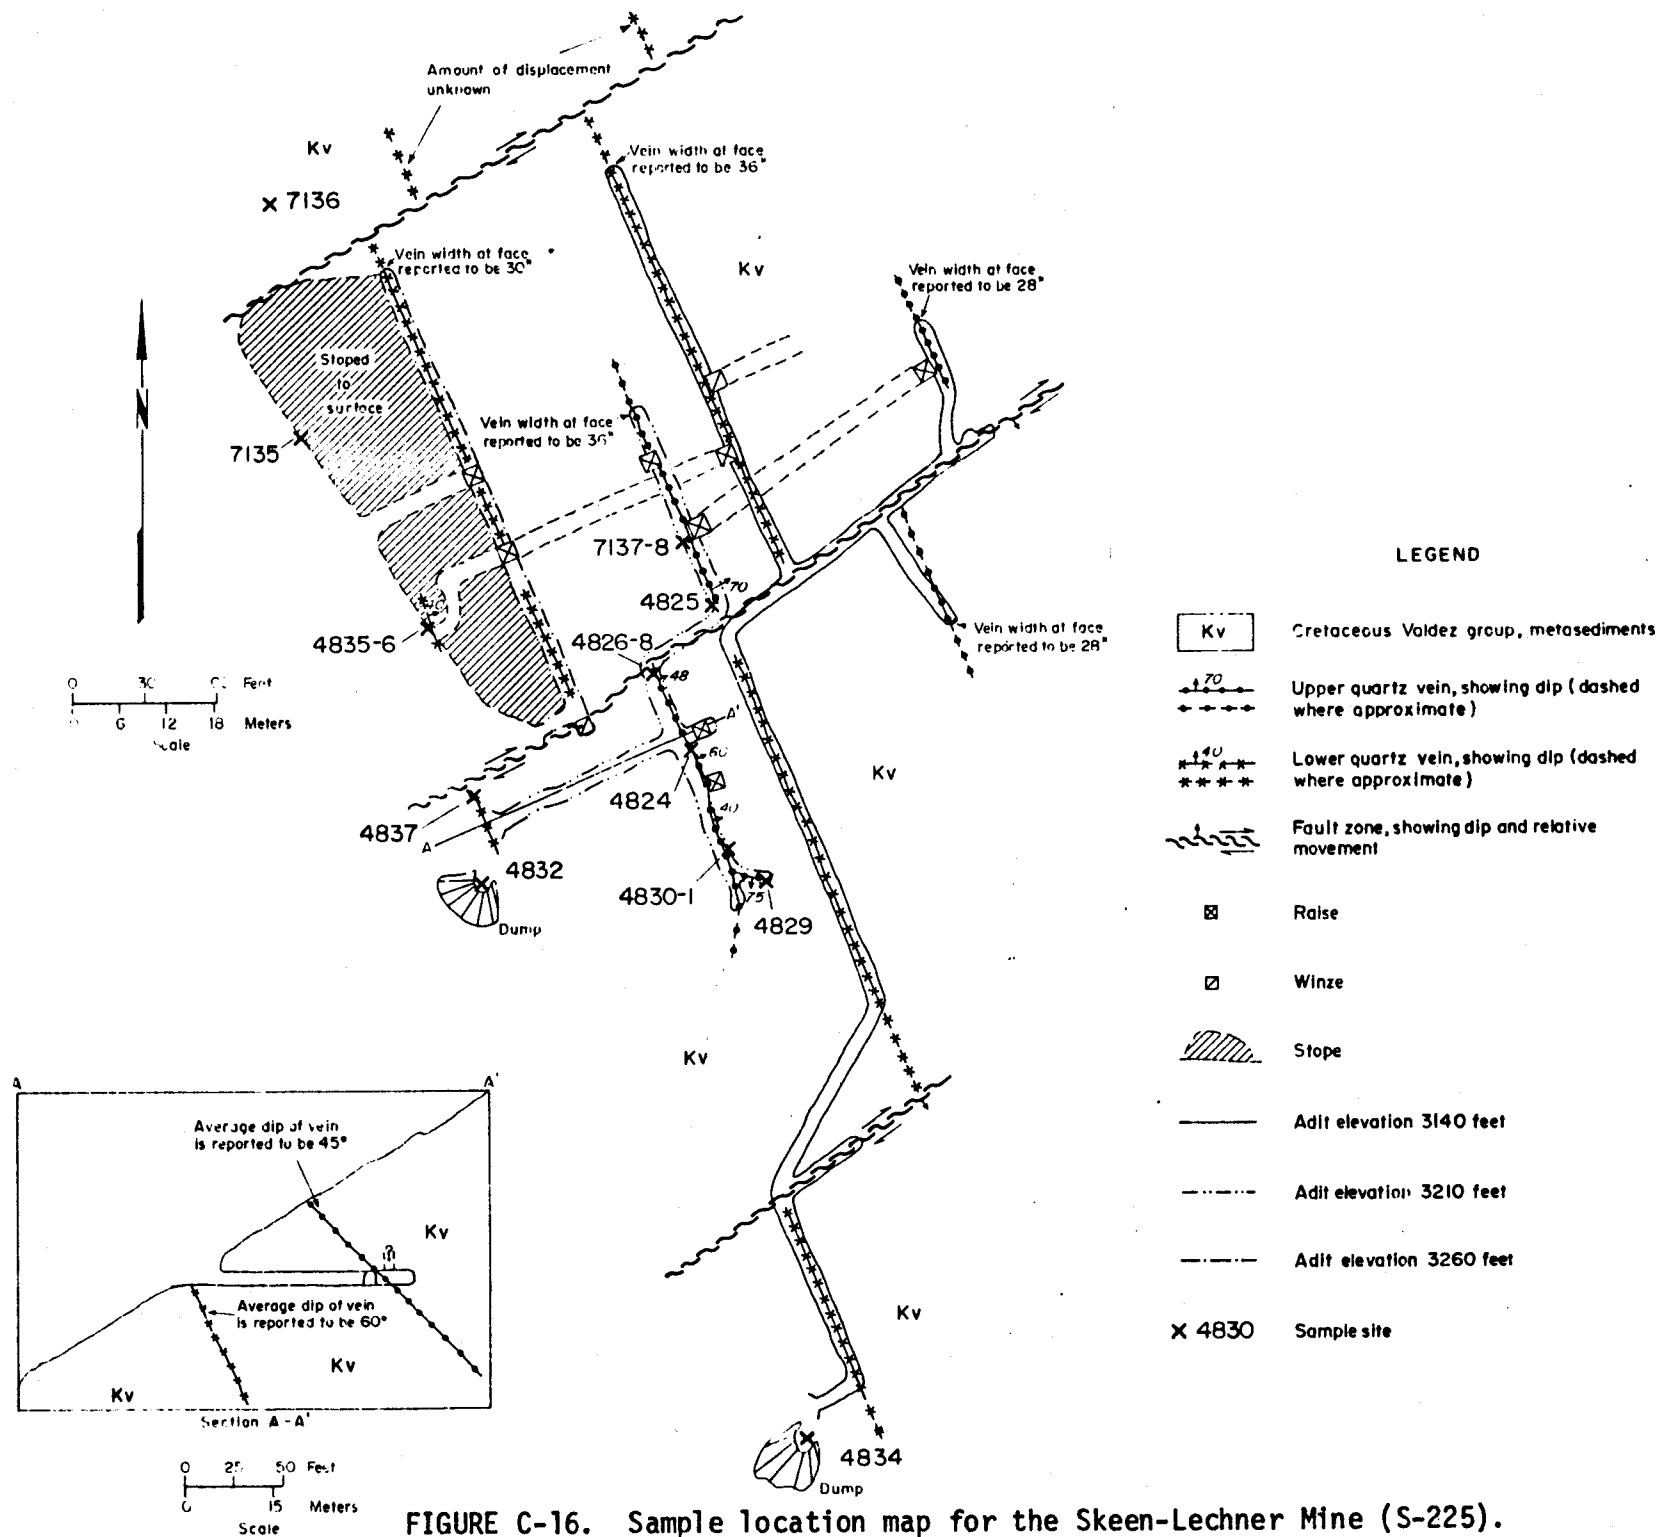 Amount of displacement
unknown
Kv
7136
Vein width at face
reported to be 36"
Kv
Vein width at face
reported to be 30"
Vein width at face
reported to be 28"
Stoped
to
surface
Vein width at face
reported to be 36"
N
7135
7137-8
70
4825
4826-8
4835-6
48
Vein width at face
reported to be 28"
0 30 Feet
0 6 12 18 Meters
Scale
A'
60
4824
Kv
40
4837
A
4832
4830-1
75
4829
Dump
Kv
LEGEND
Kv Cretaceous Valdez group, metasediments
70 Upper quartz vein, showing dip (dashed
where approximate)
40 Lower quartz vein, showing dip (dashed
where approximate)
Fault zone, showing dip and relative
movement
Raise
Winze
Stope
Adit elevation 3140 feet
Adit elevation 3210 feet
Adit elevation 3260 feet
X 4830 Sample site
A A'
Average dip of vein
is reported to be 45°
Kv
Average dip of vein
is reported to be 60°
Kv
Kv
Section A-A'
0 25 50 Feet
0 15 Meters
Scale
Kv
4834
Dump
FIGURE C-16. Sample location map for the Skeen-Lechner Mine (S-225).